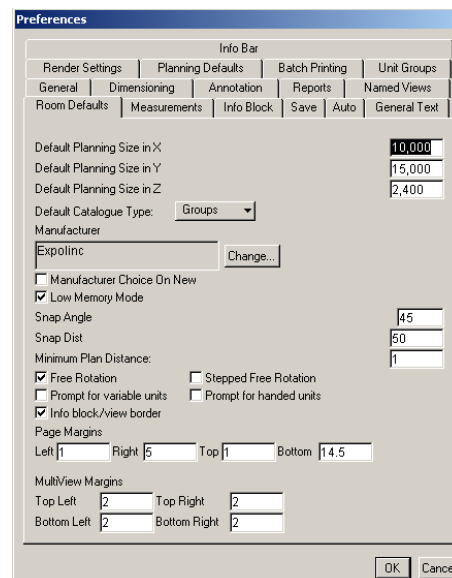 Preferences
Info Bar
Render Settings Planning Defaults Batch Printing Unit Groups
General Dimensioning Annotation Reports Named Views
Room Defaults Measurements Info Block Save Auto General Text
Default Planning Size in X 10,000
Default Planning Size in Y 15,000
Default Planning Size in Z 2,400
Default Catalogue Type: Groups
Manufacturer
Expolinc Change...
Manufacturer Choice On New
Low Memory Mode
Snap Angle 45
Snap Dist 50
Minimum Plan Distance: 1
Free Rotation Stepped Free Rotation
Prompt for variable units Prompt for handed units
Info block/view border
Page Margins
Left 1 Right 5 Top 1 Bottom 14.5
MultiView Margins
Top Left 2 Top Right 2
Bottom Left 2 Bottom Right 2
OK Cance